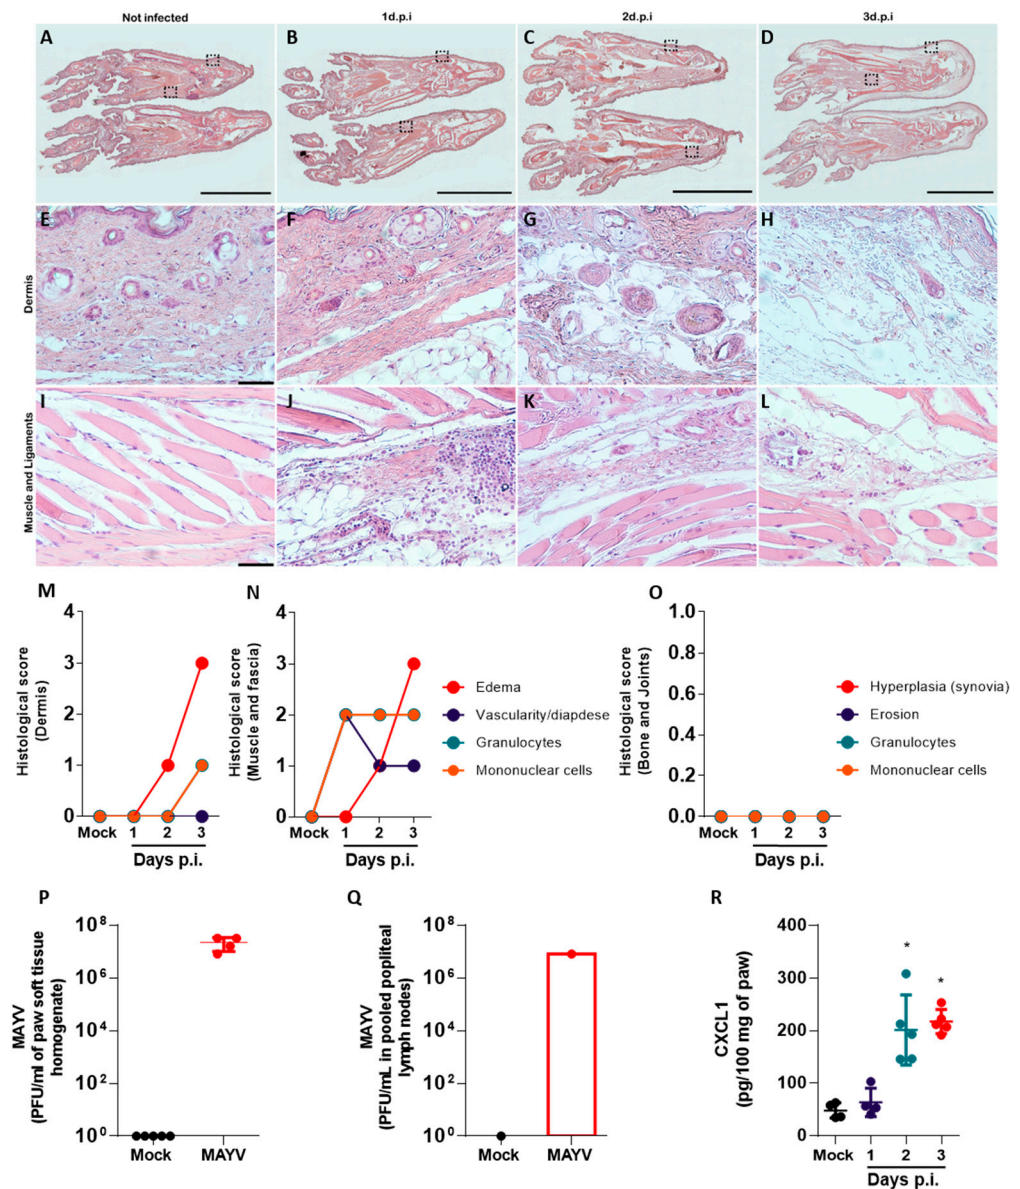 Not infected
1d.p.i
2d.p.i
3d.p.i
A
B
C
D
Dermis
E
F
G
H
Muscle and Ligaments
I
J
K
L
M
Histological score
(Dermis)
4
3
2
1
0
Mock 1 2 3
Days p.i.
N
Histological score
(Muscle and fascia)
4
3
2
1
0
Mock 1 2 3
Days p.i.
Edema
Vascularity/diapdese
Granulocytes
Mononuclear cells
O
Histological score
(Bone and Joints)
1.0
0.8
0.6
0.4
0.2
0.0
Mock 1 2 3
Days p.i.
Hyperplasia (synovia)
Erosion
Granulocytes
Mononuclear cells
P
MAYV
(PFU/ml of paw soft tissue
homogenate)
10^8
10^6
10^4
10^2
10^0
Mock MAYV
Q
MAYV
(PFU/mL in pooled popliteal
lymph nodes)
10^8
10^6
10^4
10^2
10^0
Mock MAYV
R
CXCL1
(pg/100 mg of paw)
400
300
200
100
0
* *
Mock 1 2 3
Days p.i.